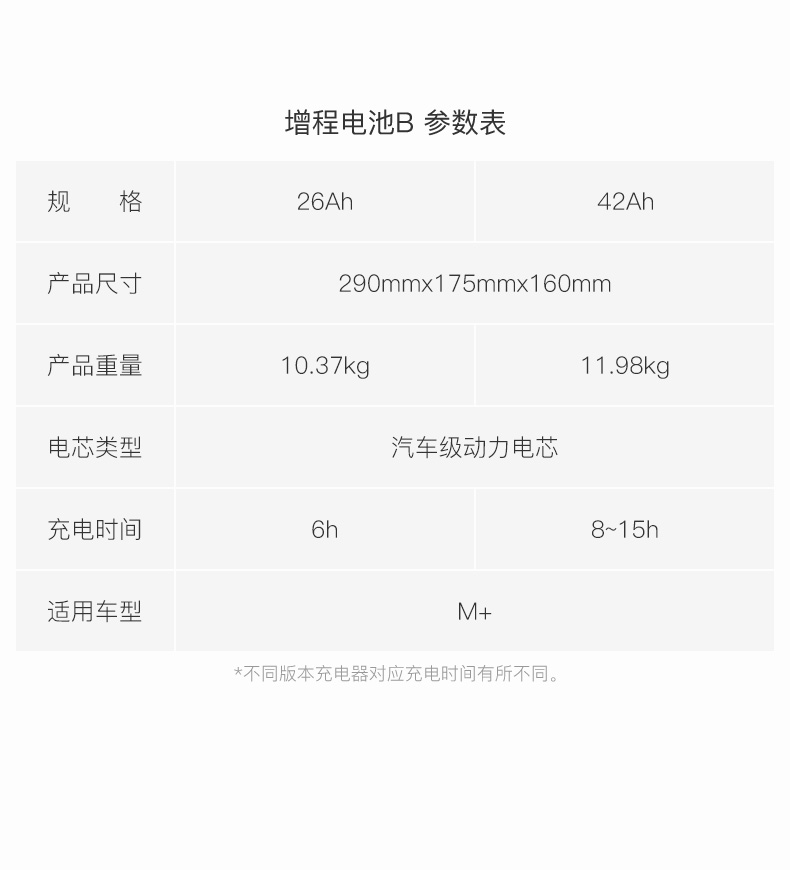 增程电池B 参数表
规 格 26Ah 42Ah
产品尺寸 290mmx175mmx160mm
产品重量 10.37kg 11.98kg
电芯类型 汽车级动力电芯
充电时间 6h 8~15h
适用车型 M+
*不同版本充电器对应充电时间有所不同。